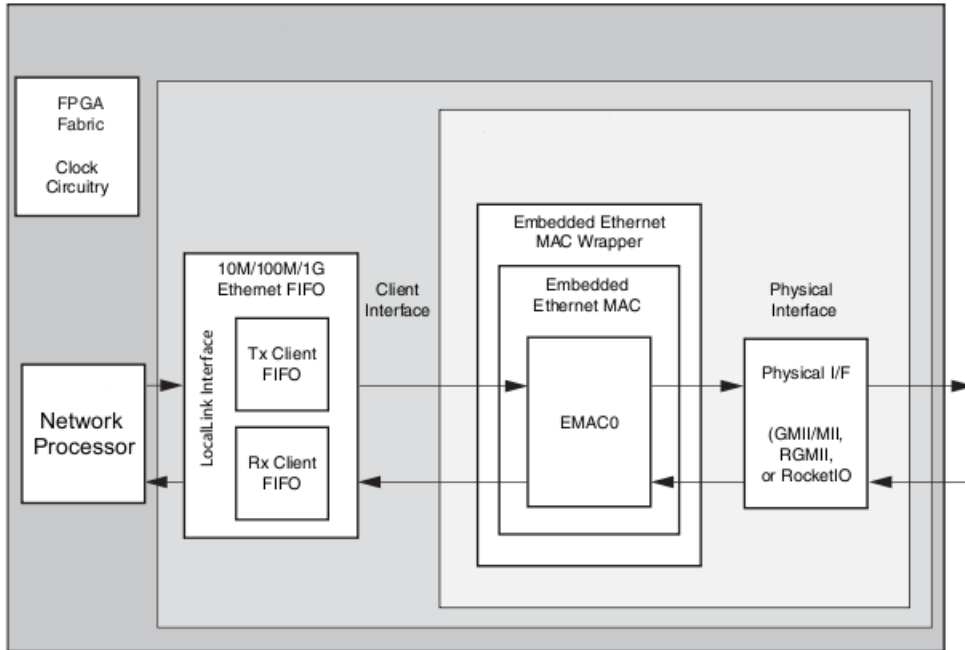 FPGA
Fabric
Clock
Circuitry
Network
Processor
10M/100M/1G
Ethernet FIFO
LocalLink Interface
Tx Client
FIFO
Rx Client
FIFO
Client
Interface
Embedded Ethernet
MAC Wrapper
Embedded
Ethernet MAC
EMAC0
Physical
Interface
Physical I/F
(GMII/MII,
RGMII,
or RocketIO